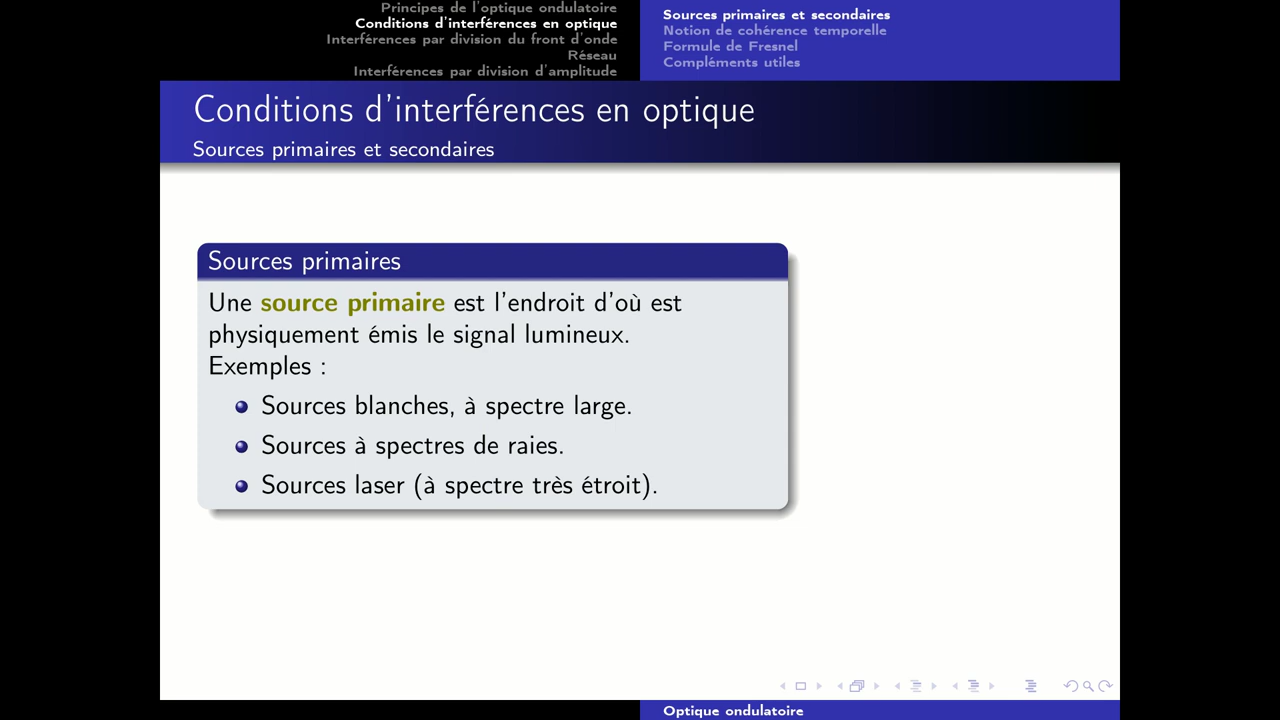 Principes de l'optique ondulatoire
Conditions d'interférences en optique
Interférences par division du front d'onde
Réseau
Interférences par division d'amplitude
Sources primaires et secondaires
Notion de cohérence temporelle
Formule de Fresnel
Compléments utiles
Conditions d'interférences en optique
Sources primaires et secondaires
Sources primaires
Une source primaire est l'endroit d'où est
physiquement émis le signal lumineux.
Exemples :
Sources blanches, à spectre large.
Sources à spectres de raies.
Sources laser (à spectre très étroit).
Optique ondulatoire